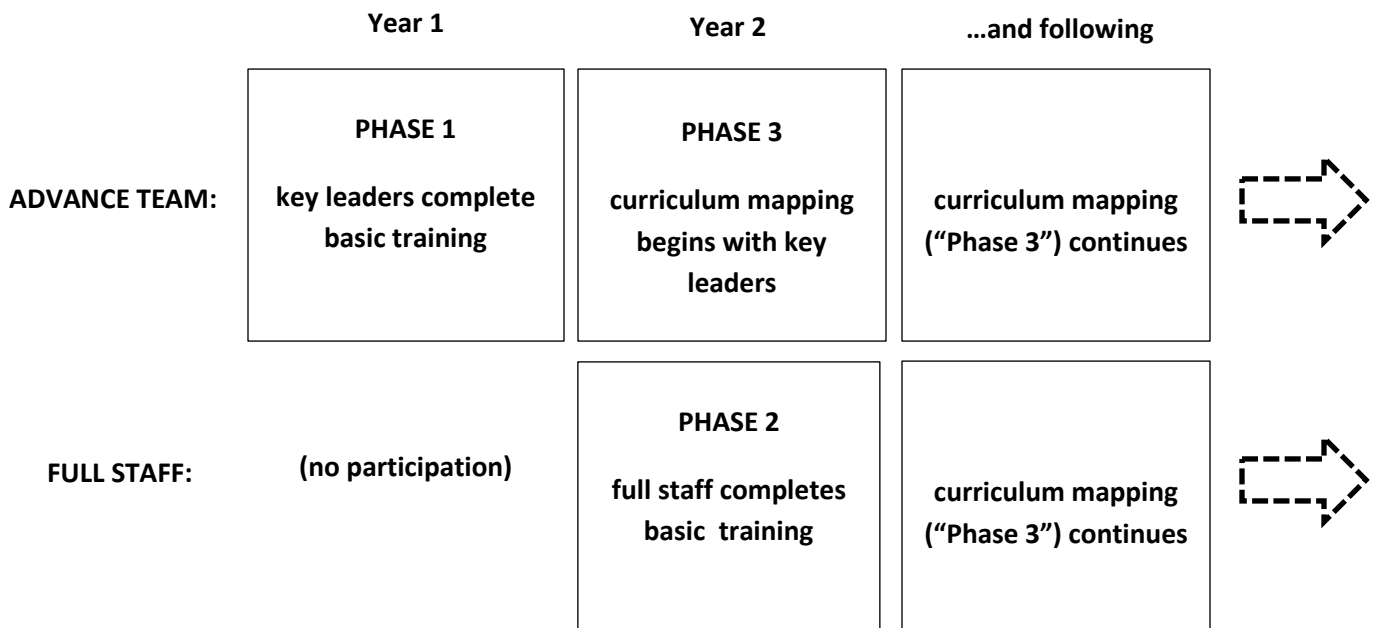 Year 1
Year 2
…and following
ADVANCE TEAM:
PHASE 1
key leaders complete
basic training
PHASE 3
curriculum mapping
begins with key
leaders
curriculum mapping
(“Phase 3”) continues
FULL STAFF:
(no participation)
PHASE 2
full staff completes
basic  training
curriculum mapping
(“Phase 3”) continues